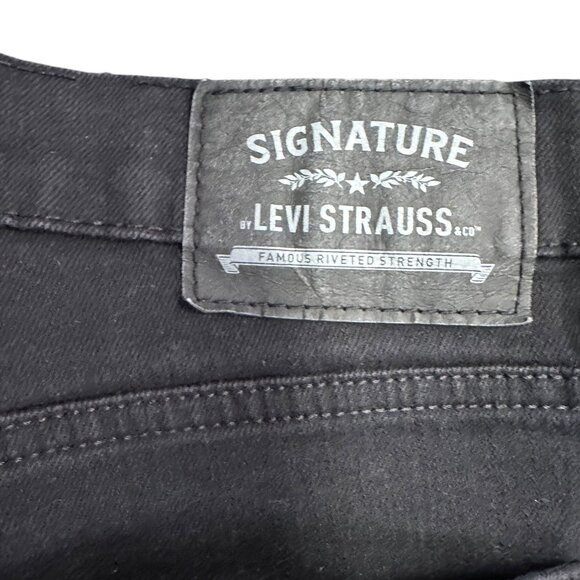 SIGNATURE
BY LEVI STRAUSS & CO™
FAMOUS RIVETED STRENGTH